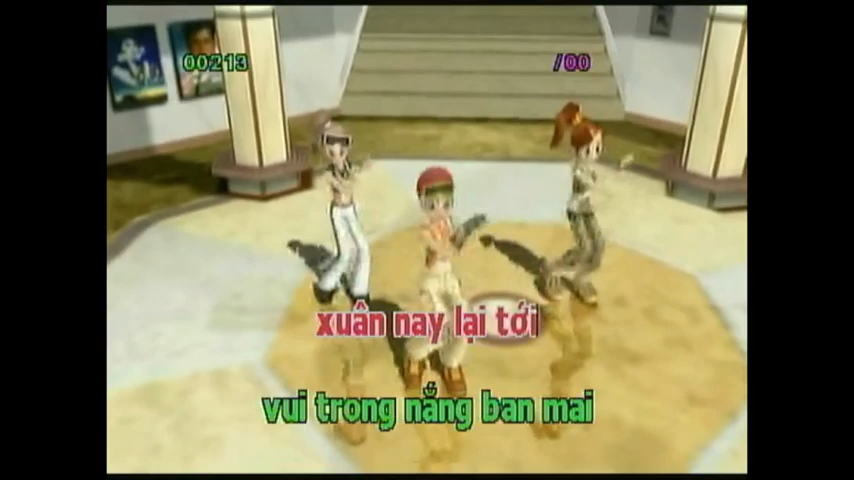 00213 /00
xuân nay lại tới
vui trong nắng ban mai